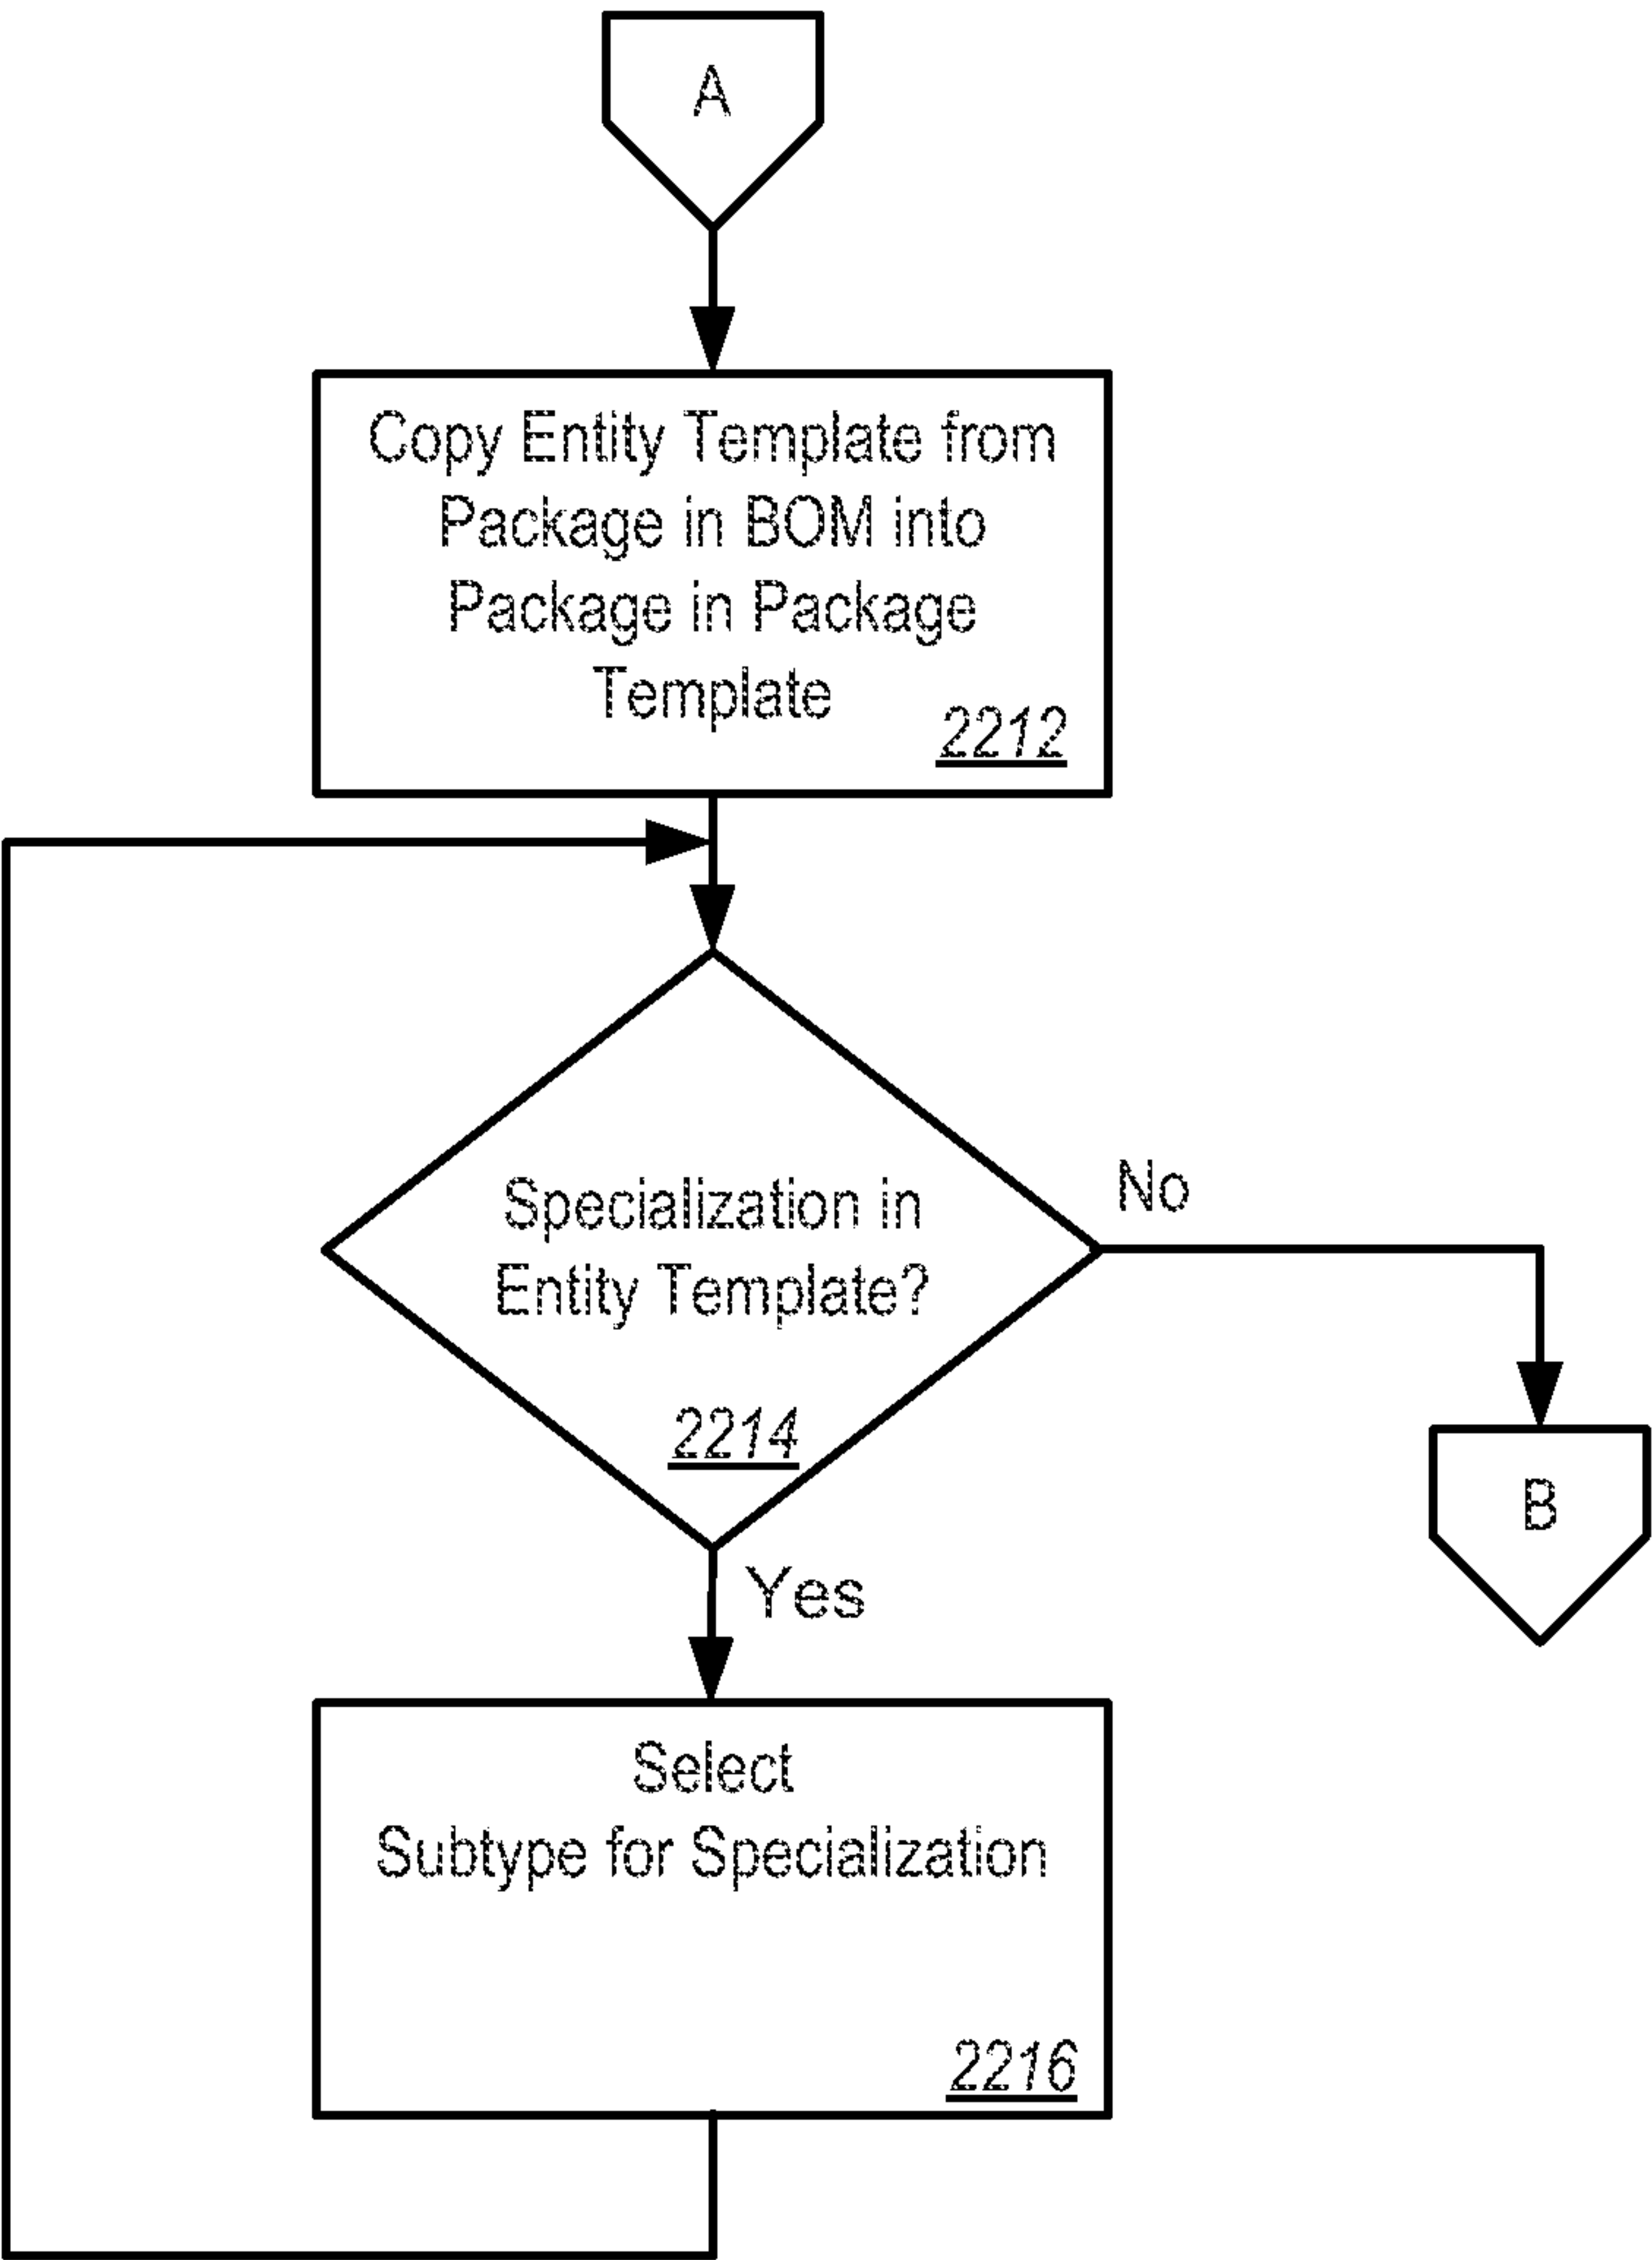 A
Copy Entity Template from
Package in BOM into
Package in Package
Template
2212
Specialization in
Entity Template?
2214
No
B
Yes
Select
Subtype for Specialization
2216